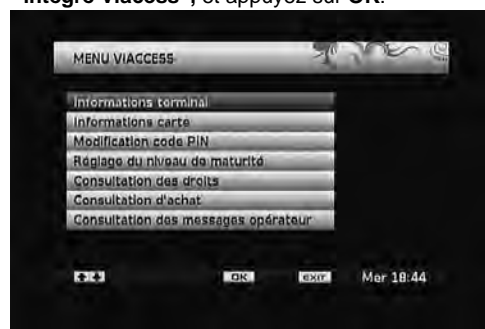 intégré Viaccess", et appuyez sur OK.
MENU VIACCESS
Informations terminal
Informations carte
Modification code PIN
Réglage du niveau de maturité
Consultation des droits
Consultation d'achat
Consultation des messages opérateur
OK EXIT Mer 18:44